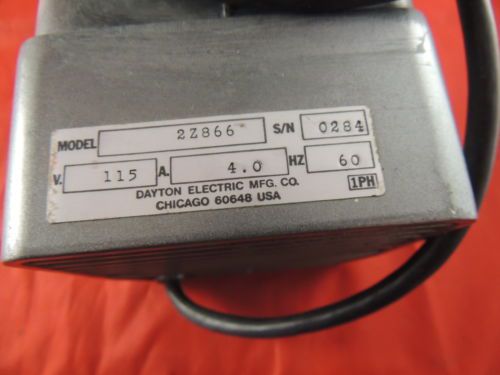 MODEL 2Z866 S/N 0284
V. 115 A. 4.0 HZ 60
DAYTON ELECTRIC MFG. CO. 1PH
CHICAGO 60648 USA